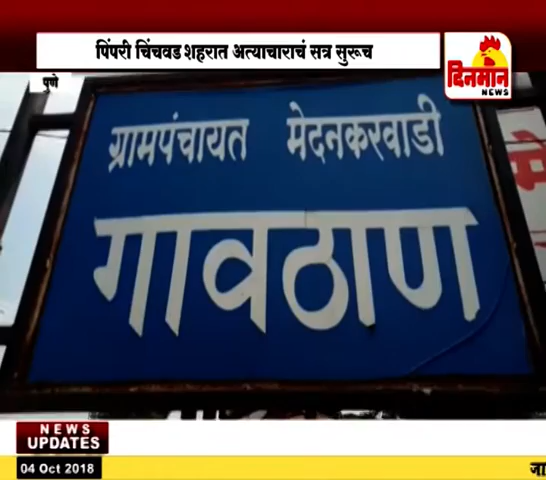 पिंपरी चिंचवड शहरात अत्याचाराचं सत्र सुरूच
दिनमान
NEWS
पुणे
ग्रामपंचायत मेदनकरवाडी
गावठाण
NEWS
UPDATES
04 Oct 2018